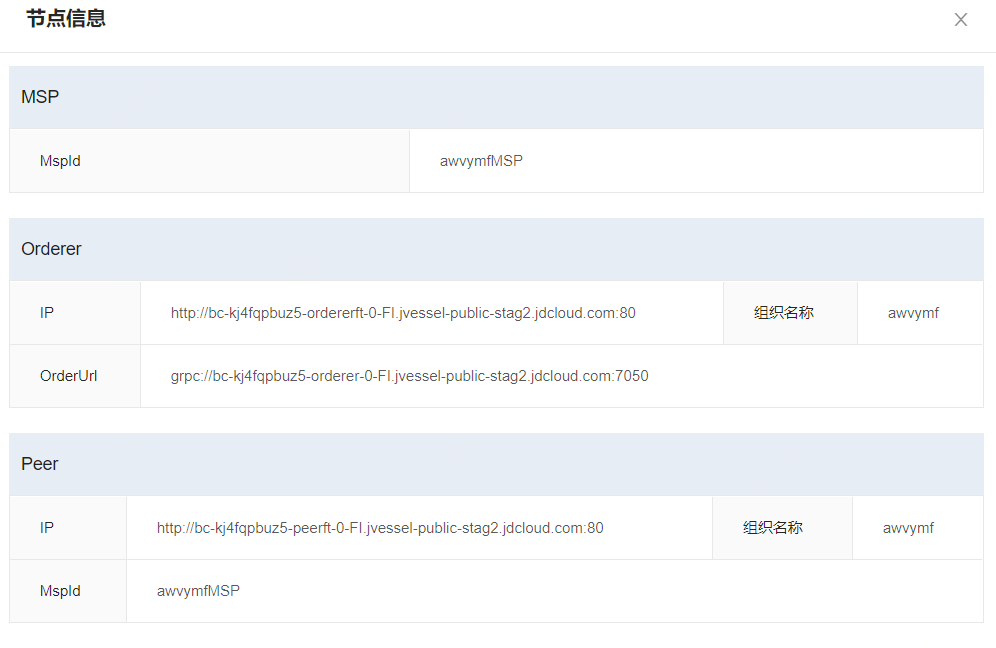 节点信息
MSP
MspId awvymfMSP
Orderer
IP http://bc-kj4fqpbuz5-ordererft-0-FI.jvessel-public-stag2.jdcloud.com:80 组织名称 awvymf
OrderUrl grpc://bc-kj4fqpbuz5-orderer-0-FI.jvessel-public-stag2.jdcloud.com:7050
Peer
IP http://bc-kj4fqpbuz5-peerft-0-FI.jvessel-public-stag2.jdcloud.com:80 组织名称 awvymf
MspId awvymfMSP